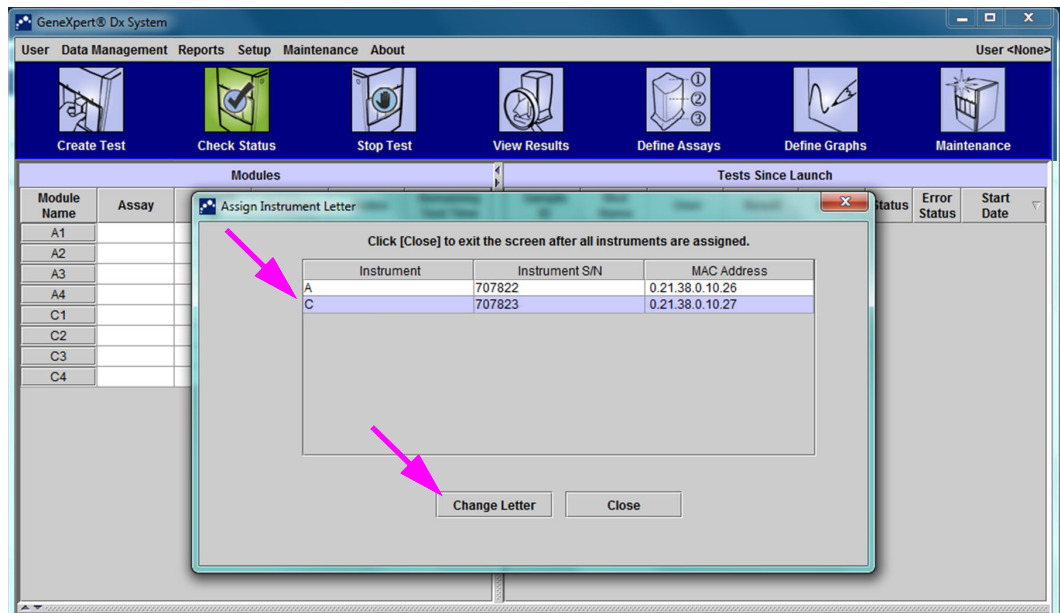 GeneXpert® Dx System
User Data Management Reports Setup Maintenance About User <None>
① ② ③
Create Test Check Status Stop Test View Results Define Assays Define Graphs Maintenance
Modules Tests Since Launch
Module Name Assay Status Error Status Start Date
Assign Instrument Letter
Click [Close] to exit the screen after all instruments are assigned.
Instrument Instrument S/N MAC Address
A 707822 0.21.38.0.10.26
C 707823 0.21.38.0.10.27
A1
A2
A3
A4
C1
C2
C3
C4
Change Letter Close